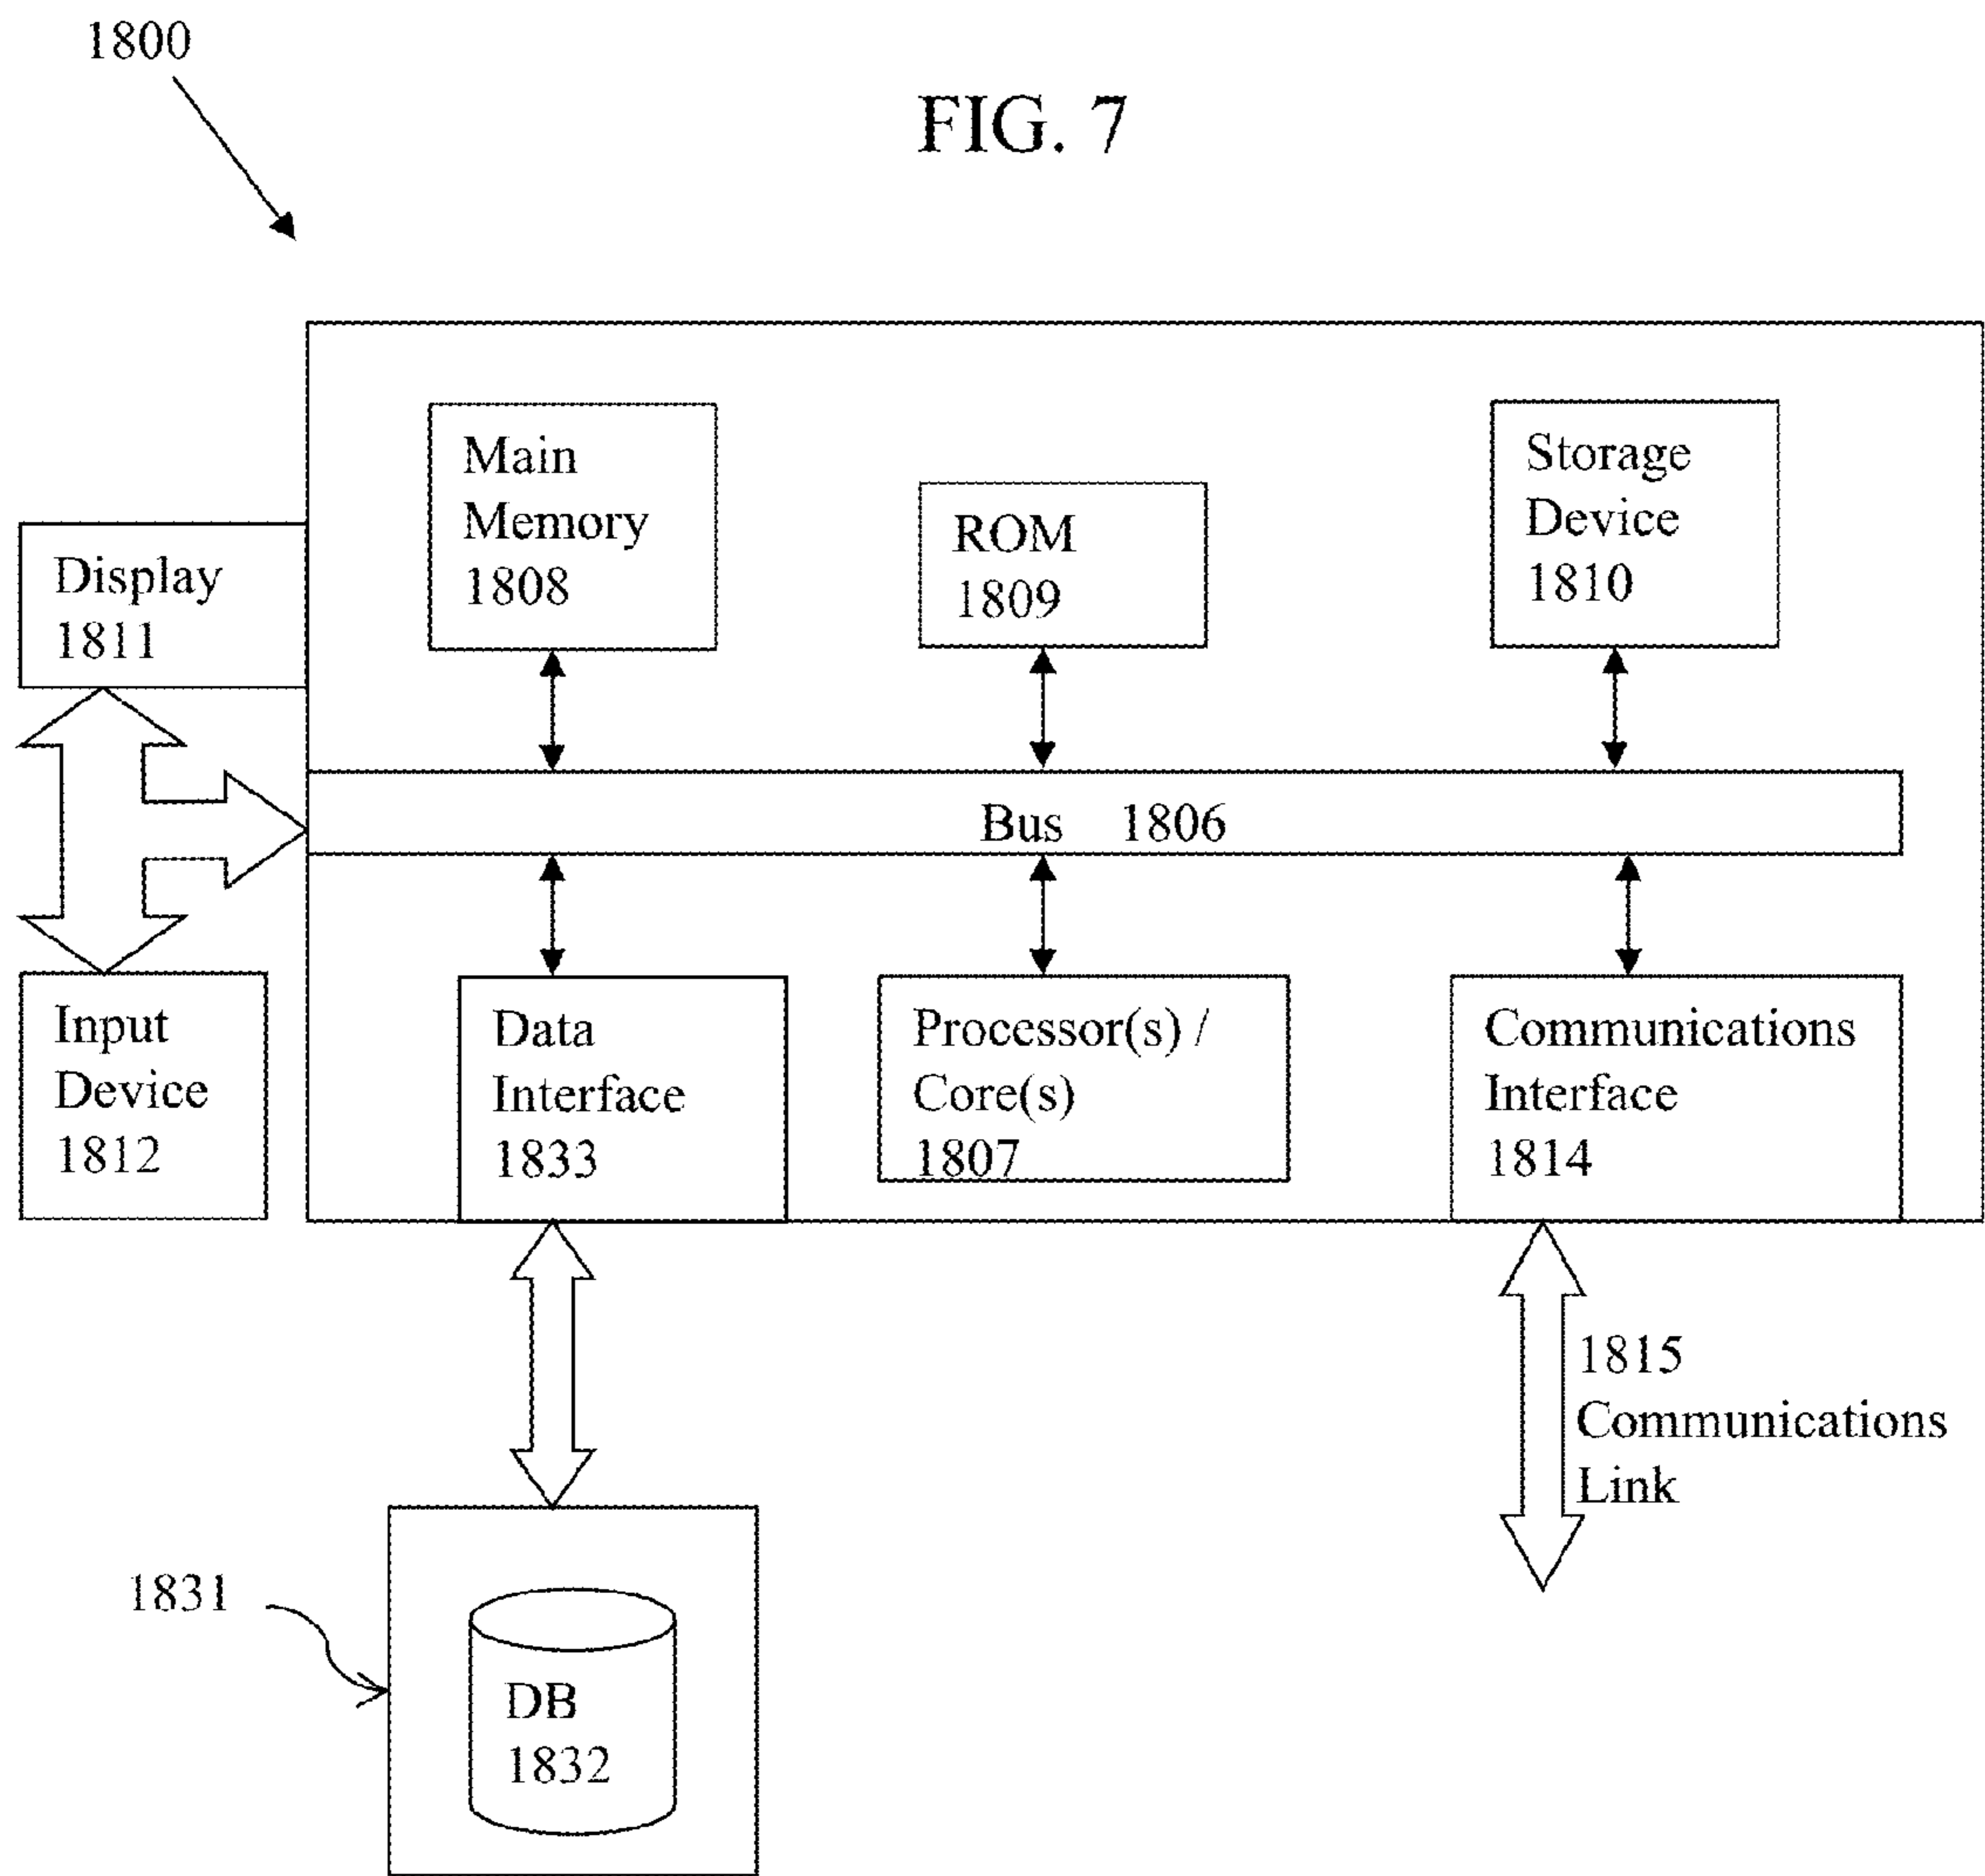 1800
FIG. 7
Main
Memory
1808
ROM
1809
Storage
Device
1810
Display
1811
Bus 1806
Input
Device
1812
Data
Interface
1833
Processor(s) /
Core(s)
1807
Communications
Interface
1814
1815
Communications
Link
1831
DB
1832